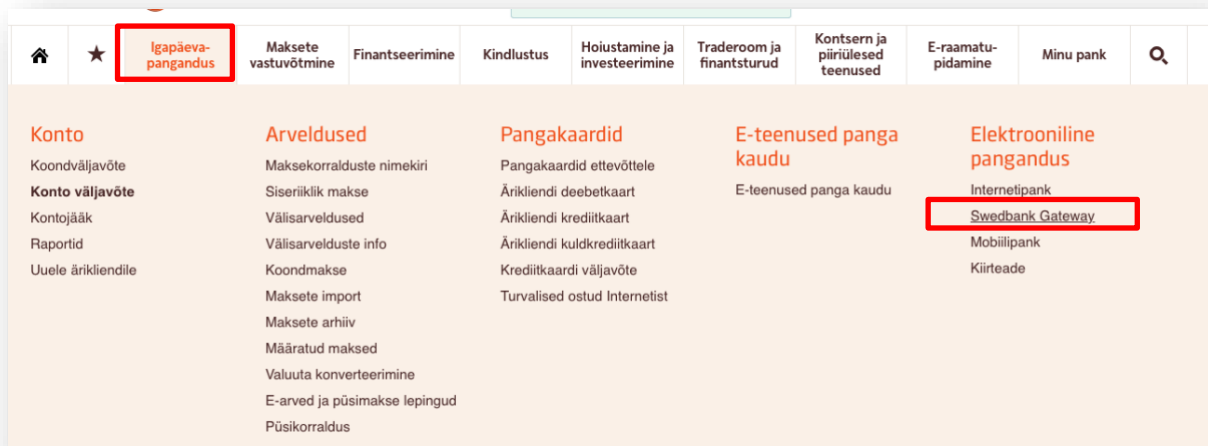 Igapäeva-
pangandus
Maksete
vastuvõtmine
Finantseerimine
Kindlustus
Hoiustamine ja
investeerimine
Traderoom ja
finantsturud
Kontsern ja
piiriülesed
teenused
E-raamatu-
pidamine
Minu pank
Konto
Koondväljavõte
Konto väljavõte
Kontojääk
Raportid
Uuele ärikliendile
Arveldused
Maksekorralduste nimekiri
Siseriiklik makse
Välisarveldused
Välisarvelduste info
Koondmakse
Maksete import
Maksete arhiiv
Määratud maksed
Valuuta konverteerimine
E-arved ja püsimakse lepingud
Püsikorraldus
Pangakaardid
Pangakaardid ettevõttele
Ärikliendi deebetkaart
Ärikliendi krediitkaart
Ärikliendi kuldkrediitkaart
Krediitkaardi väljavõte
Turvalised ostud Internetist
E-teenused panga
kaudu
E-teenused panga kaudu
Elektrooniline
pangandus
Internetipank
Swedbank Gateway
Mobiilipank
Kiirteade